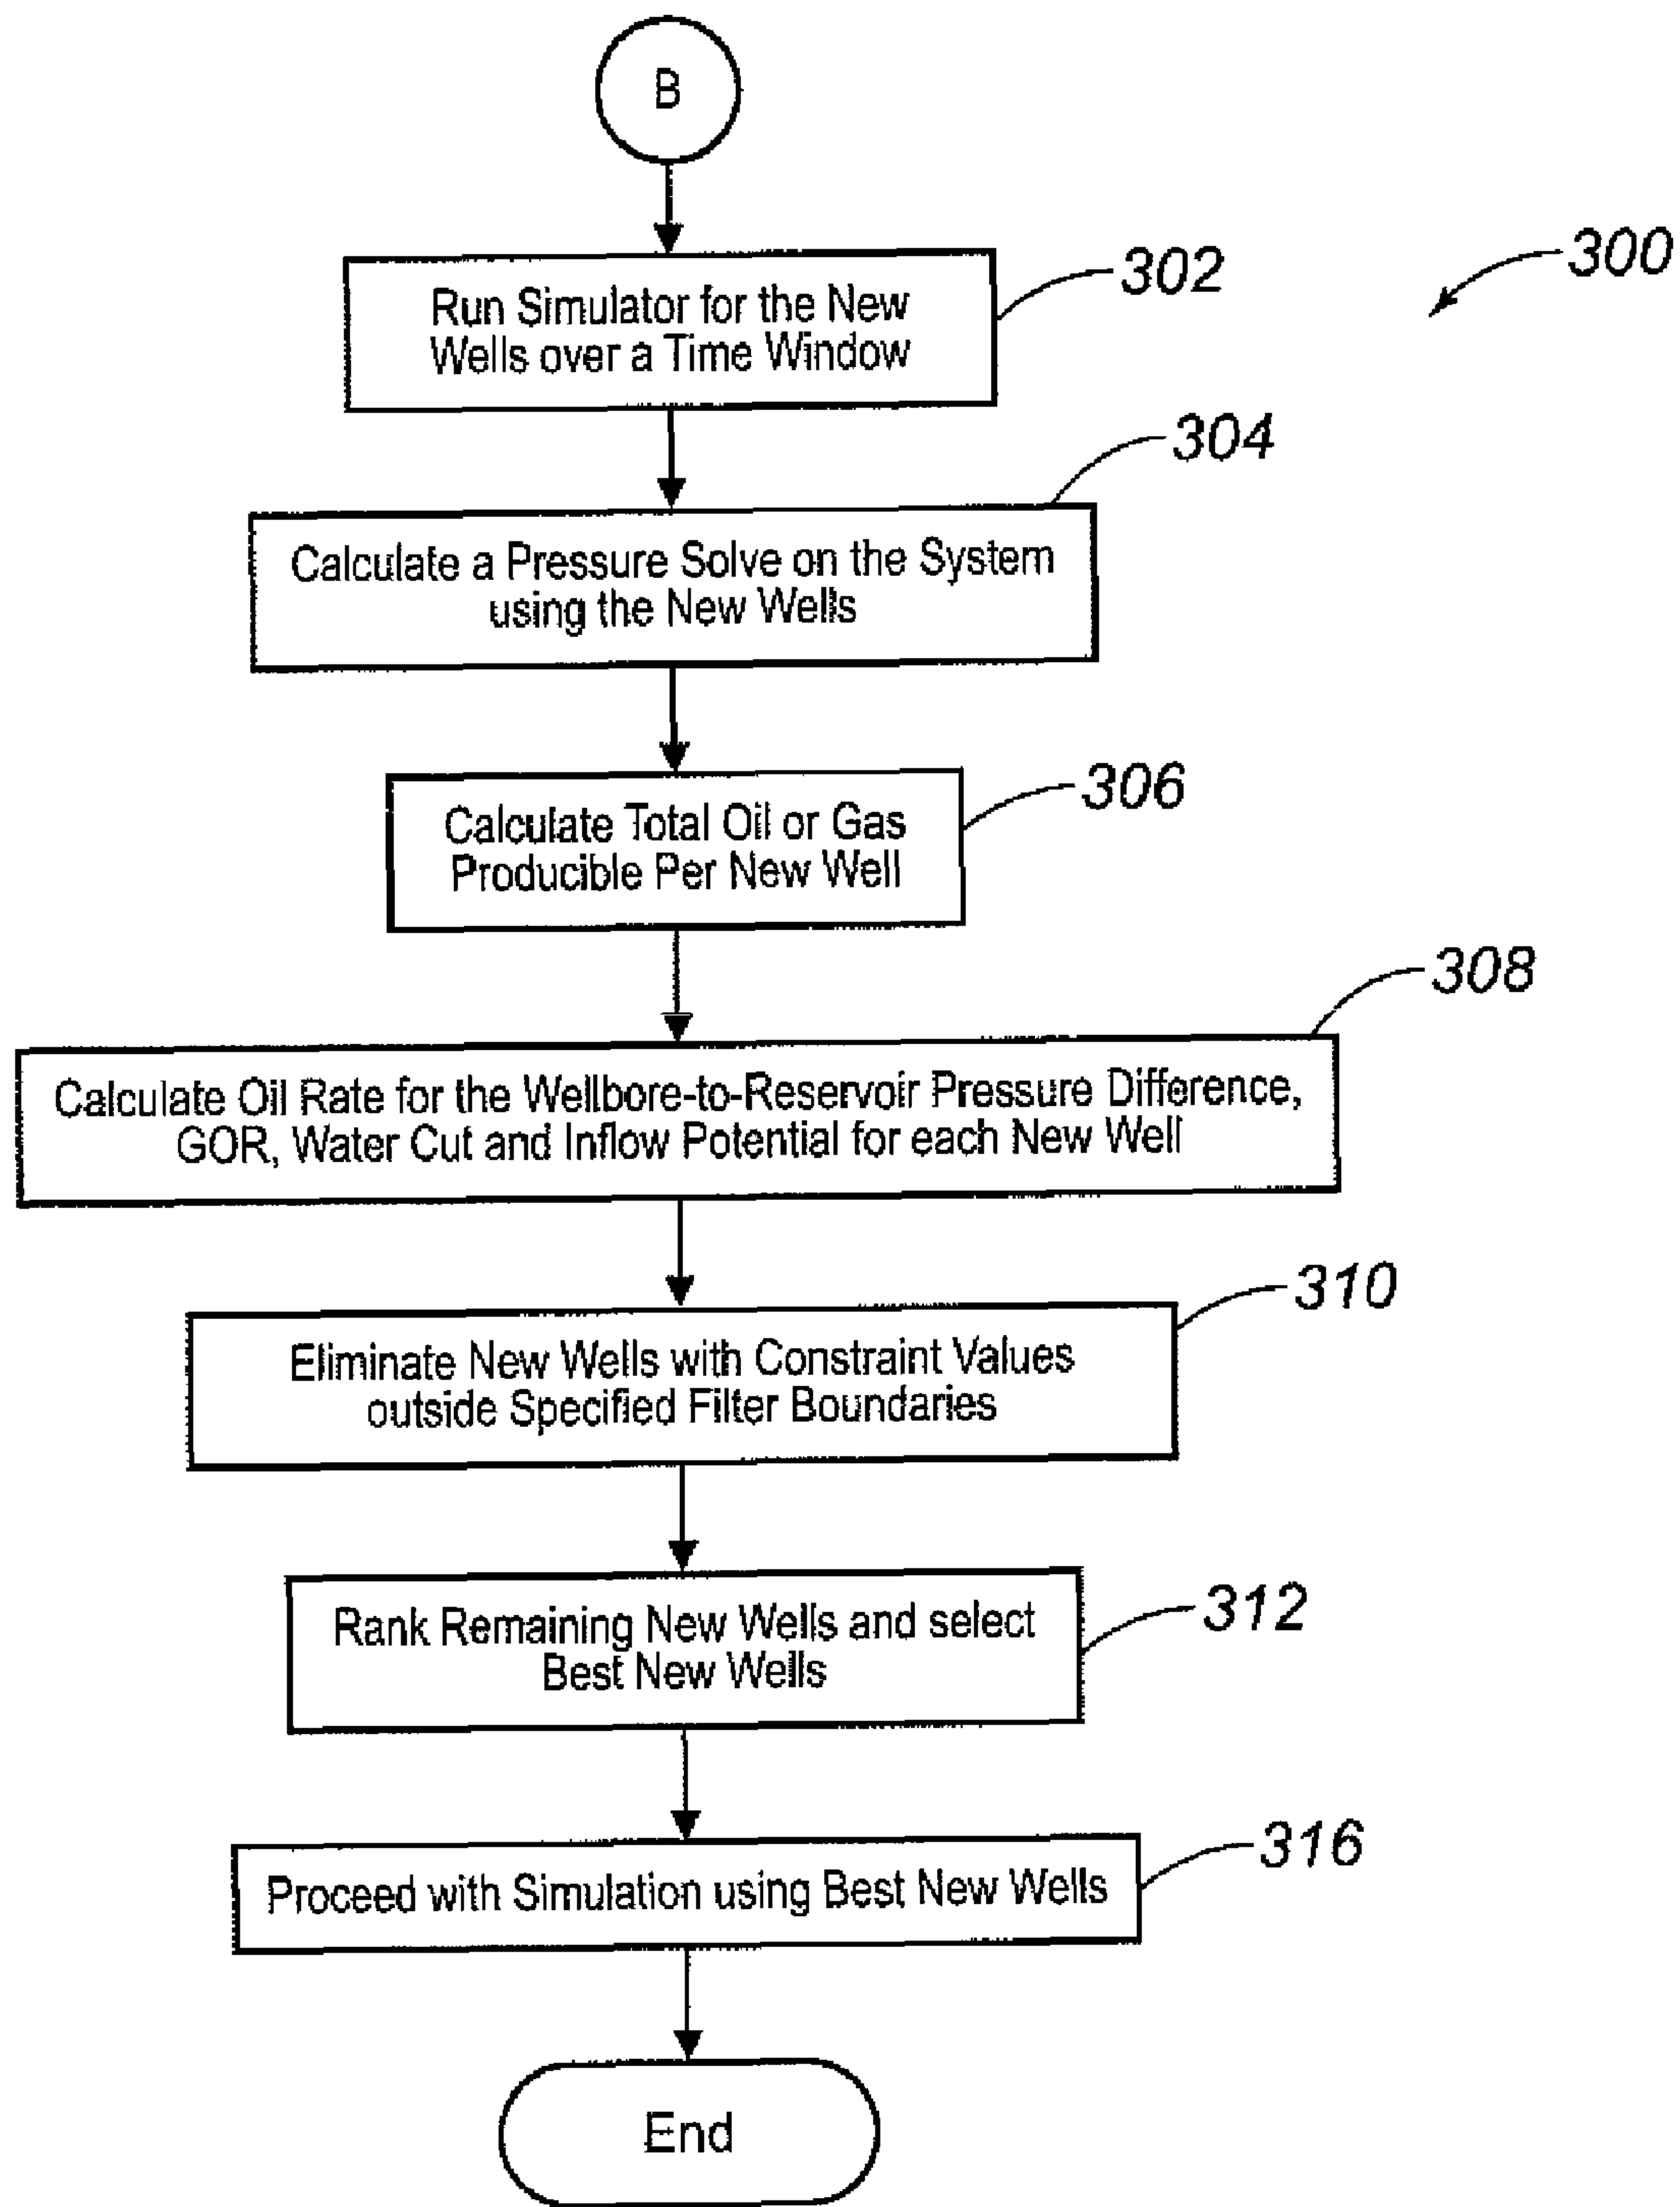 B
300
Run Simulator for the New
Wells over a Time Window
302
Calculate a Pressure Solve on the System
using the New Wells
304
Calculate Total Oil or Gas
Producible Per New Well
306
Calculate Oil Rate for the Wellbore-to-Reservoir Pressure Difference,
GOR, Water Cut and Inflow Potential for each New Well
308
Eliminate New Wells with Constraint Values
outside Specified Filter Boundaries
310
Rank Remaining New Wells and select
Best New Wells
312
Proceed with Simulation using Best New Wells
316
End